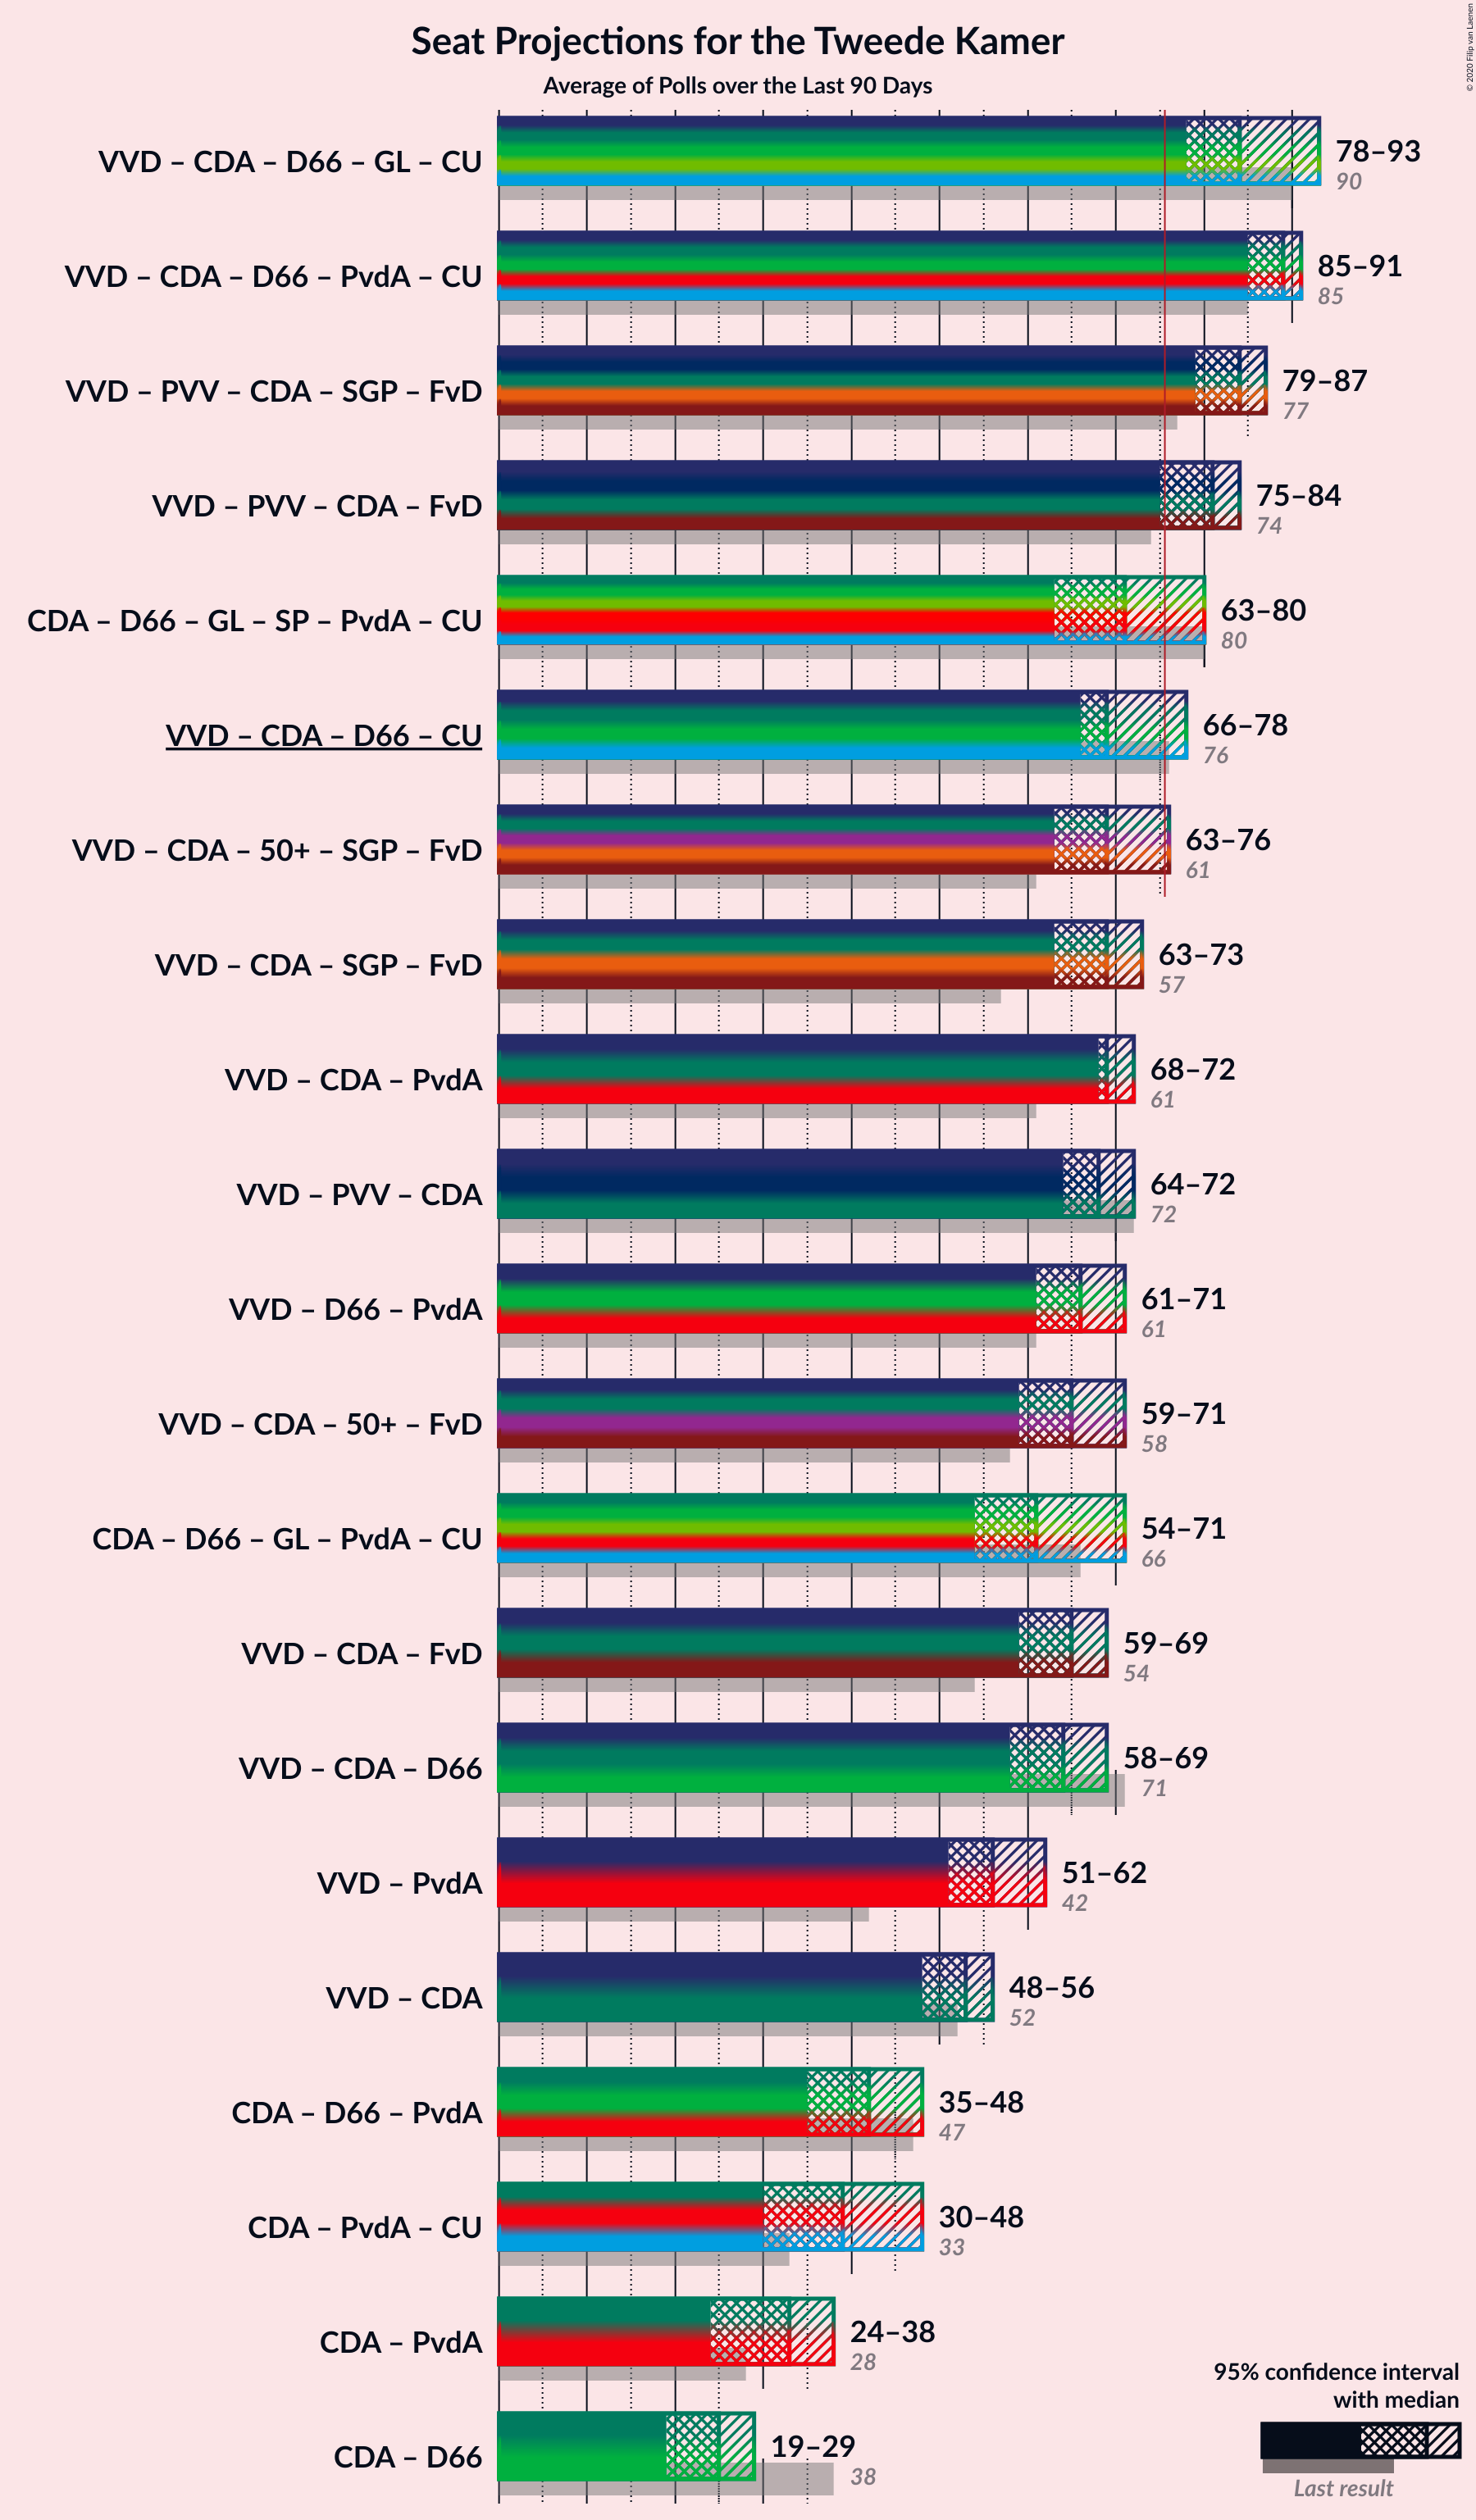 Seat Projections for the Tweede Kamer
Average of Polls over the Last 90 Days
© 2020 Filip van Laenen
VVD – CDA – D66 – GL – CU
78–93
90
VVD – CDA – D66 – PvdA – CU
85–91
85
VVD – PVV – CDA – SGP – FvD
79–87
77
VVD – PVV – CDA – FvD
75–84
74
CDA – D66 – GL – SP – PvdA – CU
63–80
80
VVD – CDA – D66 – CU
66–78
76
VVD – CDA – 50+ – SGP – FvD
63–76
61
VVD – CDA – SGP – FvD
63–73
57
VVD – CDA – PvdA
68–72
61
VVD – PVV – CDA
64–72
72
VVD – D66 – PvdA
61–71
61
VVD – CDA – 50+ – FvD
59–71
58
CDA – D66 – GL – PvdA – CU
54–71
66
VVD – CDA – FvD
59–69
54
VVD – CDA – D66
58–69
71
VVD – PvdA
51–62
42
VVD – CDA
48–56
52
CDA – D66 – PvdA
35–48
47
CDA – PvdA – CU
30–48
33
CDA – PvdA
24–38
28
CDA – D66
19–29
38
95% confidence interval
with median
Last result